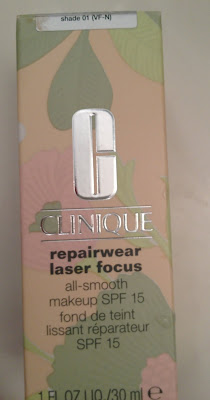 shade 01 (VF-N)
C
CLINIQUE
repairwear
laser focus
all-smooth
makeup SPF 15
fond de teint
lissant réparateur
SPF 15
1 FL OZ LIQ./30 ml e